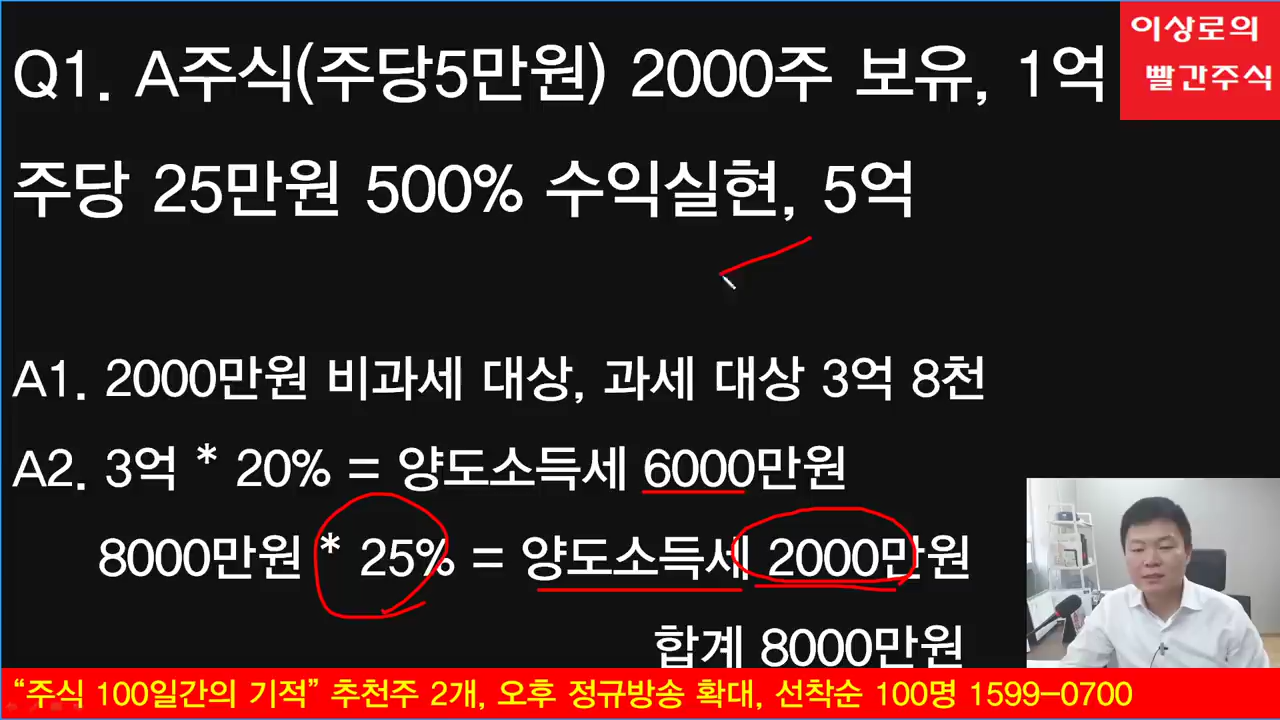 Q1. A주식(주당5만원) 2000주 보유, 1억
이상로의
빨간주식
주당 25만원 500% 수익실현, 5억
A1. 2000만원 비과세 대상, 과세 대상 3억 8천
A2. 3억 * 20% = 양도소득세 6000만원
8000만원 * 25% = 양도소득세 2000만원
합계 8000만원
“주식 100일간의 기적” 추천주 2개, 오후 정규방송 확대, 선착순 100명 1599-0700